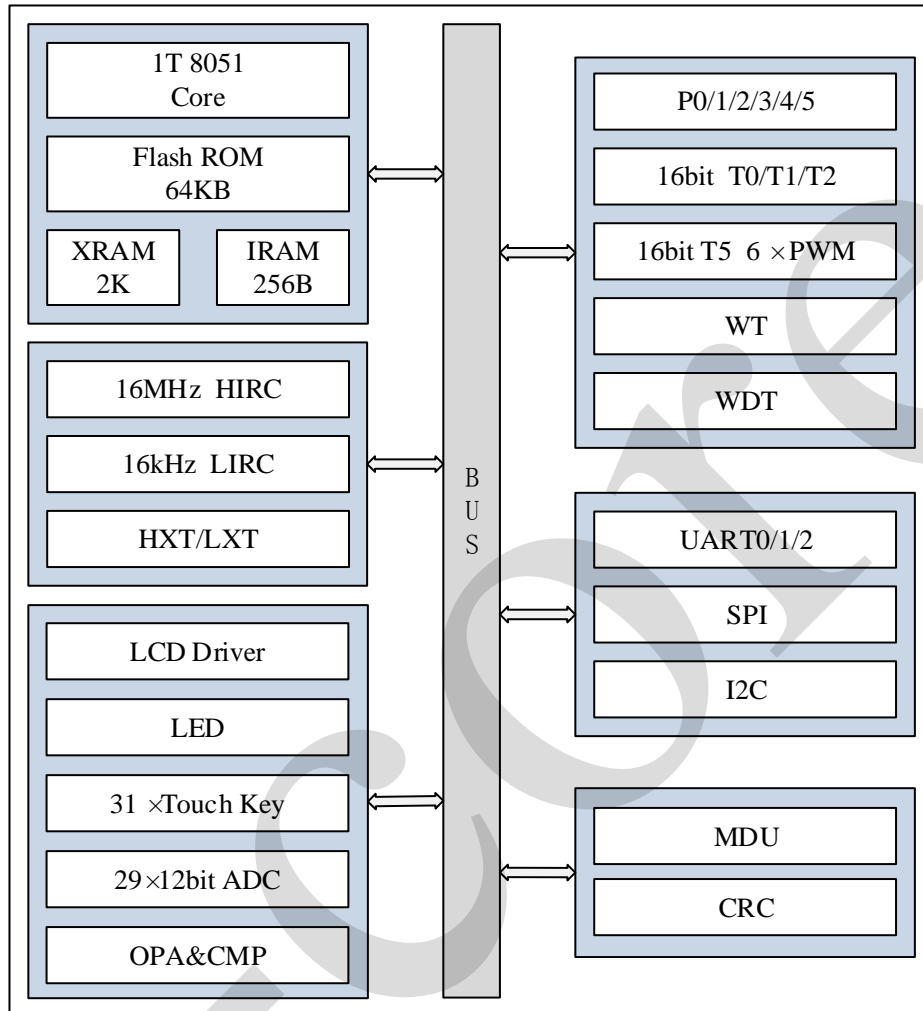 1T 8051
Core
Flash ROM
64KB
XRAM
2K
IRAM
256B
16MHz HIRC
16kHz LIRC
HXT/LXT
LCD Driver
LED
31 ×Touch Key
29×12bit ADC
OPA&CMP
B
U
S
P0/1/2/3/4/5
16bit T0/T1/T2
16bit T5 6 ×PWM
WT
WDT
UART0/1/2
SPI
I2C
MDU
CRC
core